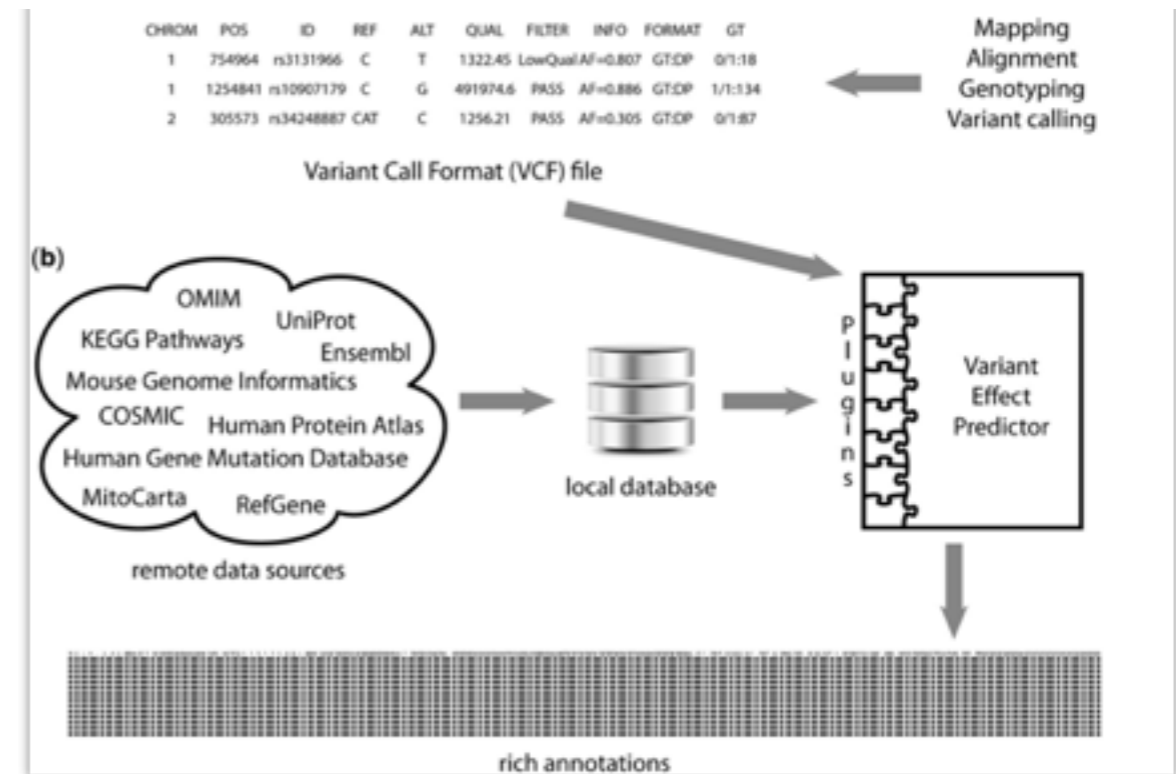 CHROM POS ID REF ALT QUAL FILTER INFO FORMAT GT
1 754964 rs3131966 C T 1322.45 LowQual AF=0.807 GT:DP 0/1:18
1 1254841 rs10907179 C G 491974.6 PASS AF=0.886 GT:DP 1/1:134
2 305573 rs34248887 CAT C 1256.21 PASS AF=0.305 GT:DP 0/1:87
Mapping
Alignment
Genotyping
Variant calling
Variant Call Format (VCF) file
(b)
OMIM
UniProt
KEGG Pathways
Ensembl
Mouse Genome Informatics
COSMIC
Human Protein Atlas
Human Gene Mutation Database
MitoCarta
RefGene
remote data sources
local database
Plugins
Variant
Effect
Predictor
rich annotations